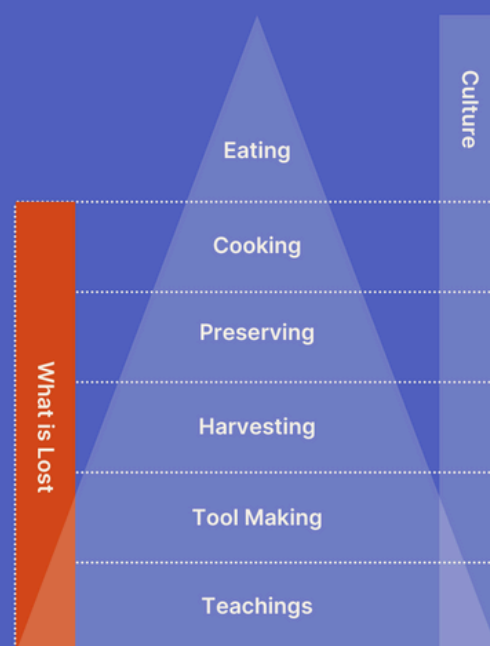 Culture
Eating
Cooking
Preserving
What is Lost
Harvesting
Tool Making
Teachings